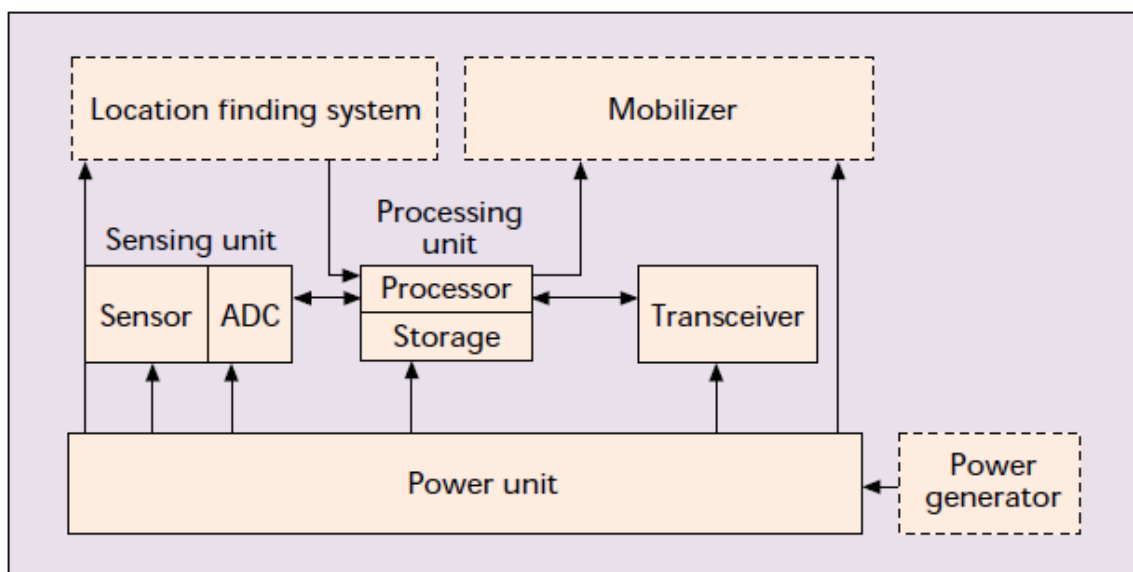 Location finding system
Mobilizer
Sensing unit
Processing
unit
Sensor
ADC
Processor
Storage
Transceiver
Power unit
Power
generator